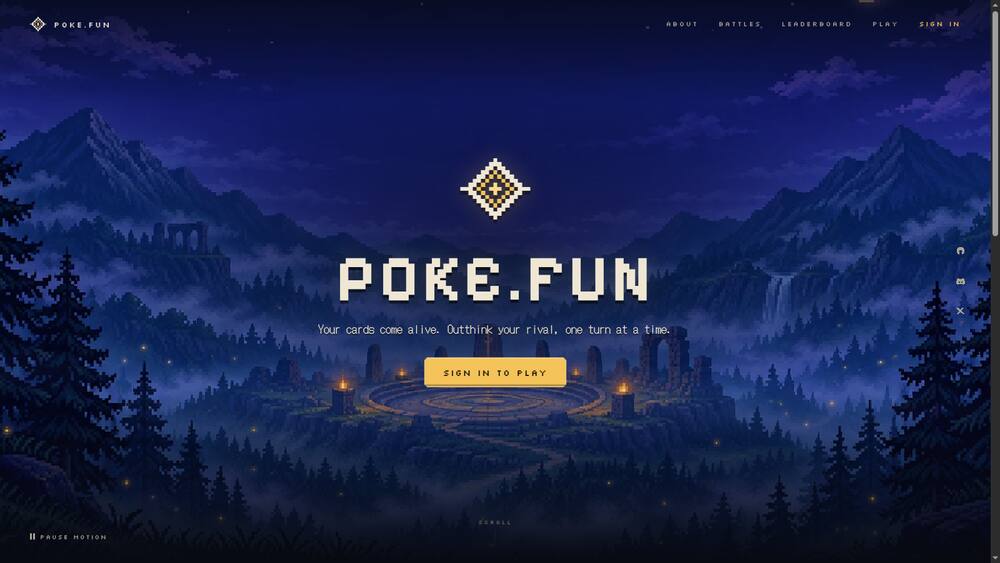 POKE.FUN
ABOUT BATTLES LEADERBOARD PLAY SIGN IN
POKE.FUN
Your cards come alive. Outthink your rival, one turn at a time.
SIGN IN TO PLAY
SCROLL
PAUSE MOTION